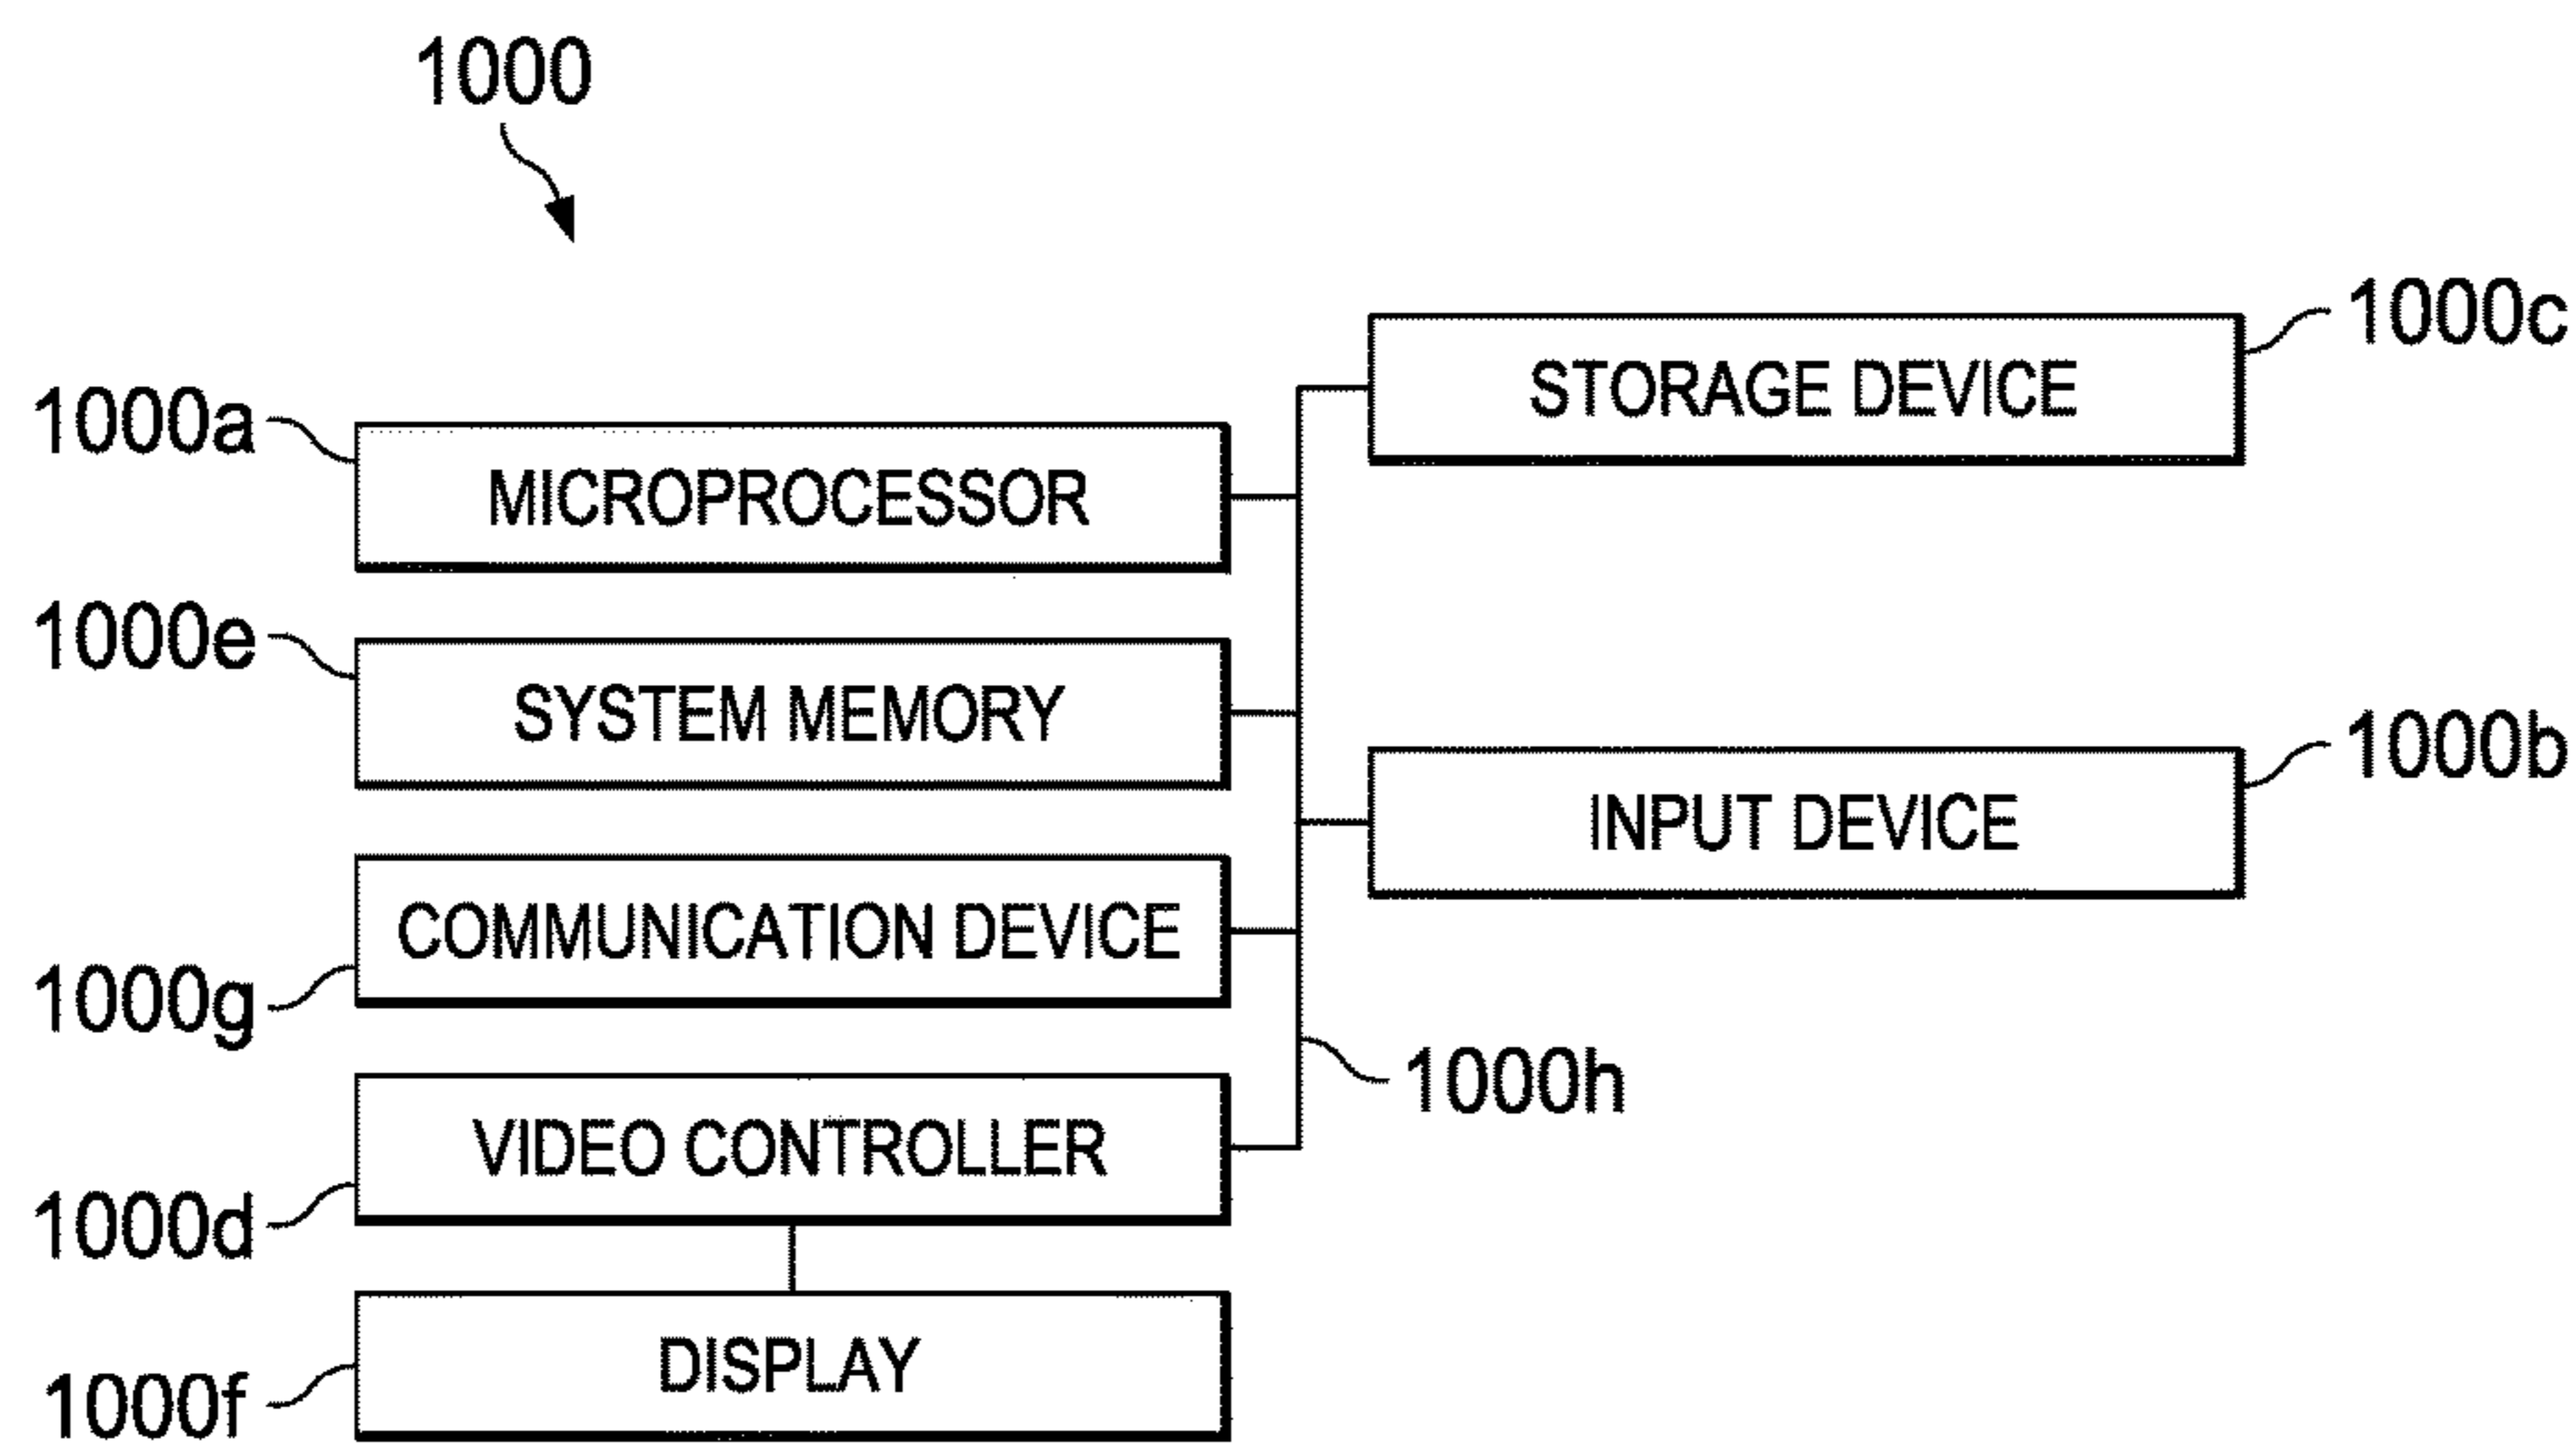 1000
1000c
STORAGE DEVICE
1000a
MICROPROCESSOR
1000e
SYSTEM MEMORY
1000b
INPUT DEVICE
COMMUNICATION DEVICE
1000g
1000h
VIDEO CONTROLLER
1000d
DISPLAY
1000f